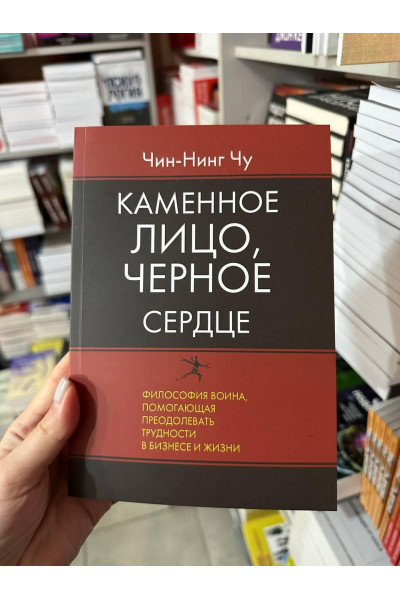 Чин-Нинг Чу
КАМЕННОЕ
ЛИЦО,
ЧЕРНОЕ
СЕРДЦЕ
ФИЛОСОФИЯ ВОИНА,
ПОМОГАЮЩАЯ
ПРЕОДОЛЕВАТЬ
ТРУДНОСТИ
В БИЗНЕСЕ И ЖИЗНИ